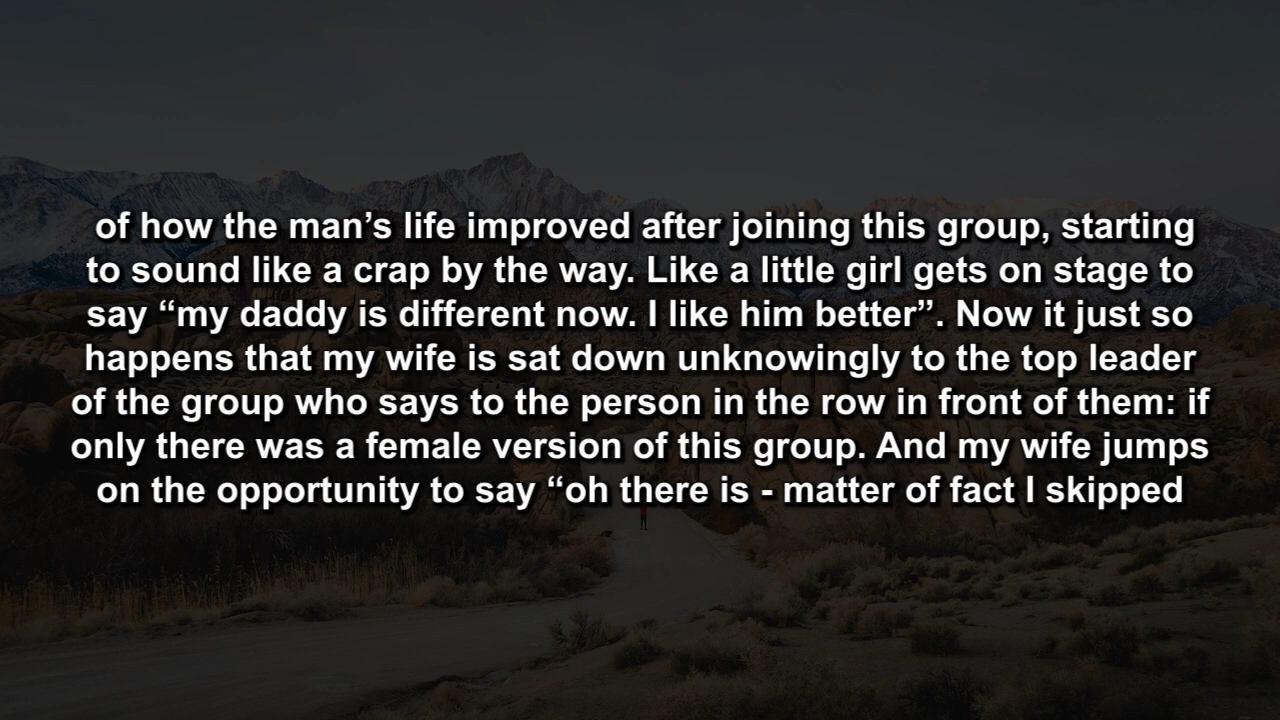 of how the man’s life improved after joining this group, starting
to sound like a crap by the way. Like a little girl gets on stage to
say “my daddy is different now. I like him better”. Now it just so
happens that my wife is sat down unknowingly to the top leader
of the group who says to the person in the row in front of them: if
only there was a female version of this group. And my wife jumps
on the opportunity to say “oh there is - matter of fact I skipped